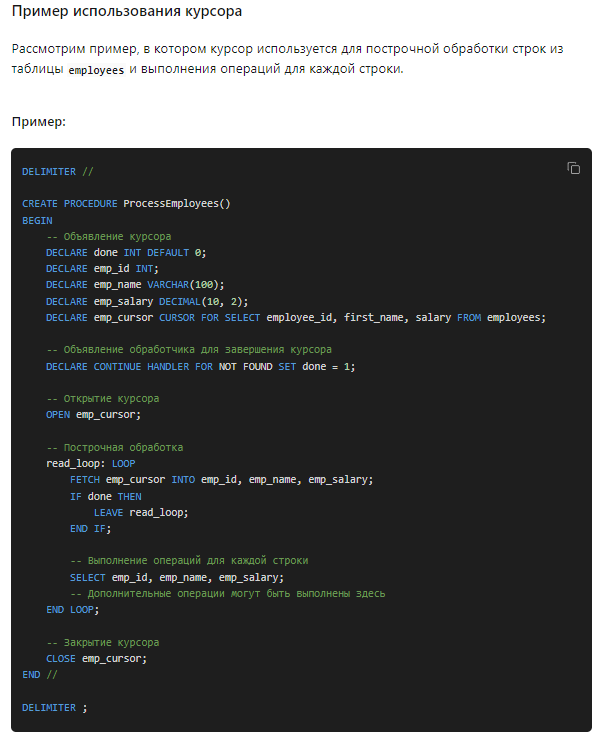 Пример использования курсора
Рассмотрим пример, в котором курсор используется для построчной обработки строк из
таблицы employees и выполнения операций для каждой строки.
Пример:
DELIMITER //
CREATE PROCEDURE ProcessEmployees()
BEGIN
    -- Объявление курсора
    DECLARE done INT DEFAULT 0;
    DECLARE emp_id INT;
    DECLARE emp_name VARCHAR(100);
    DECLARE emp_salary DECIMAL(10, 2);
    DECLARE emp_cursor CURSOR FOR SELECT employee_id, first_name, salary FROM employees;
    -- Объявление обработчика для завершения курсора
    DECLARE CONTINUE HANDLER FOR NOT FOUND SET done = 1;
    -- Открытие курсора
    OPEN emp_cursor;
    -- Построчная обработка
    read_loop: LOOP
        FETCH emp_cursor INTO emp_id, emp_name, emp_salary;
        IF done THEN
            LEAVE read_loop;
        END IF;
        -- Выполнение операций для каждой строки
        SELECT emp_id, emp_name, emp_salary;
        -- Дополнительные операции могут быть выполнены здесь
    END LOOP;
    -- Закрытие курсора
    CLOSE emp_cursor;
END //
DELIMITER ;